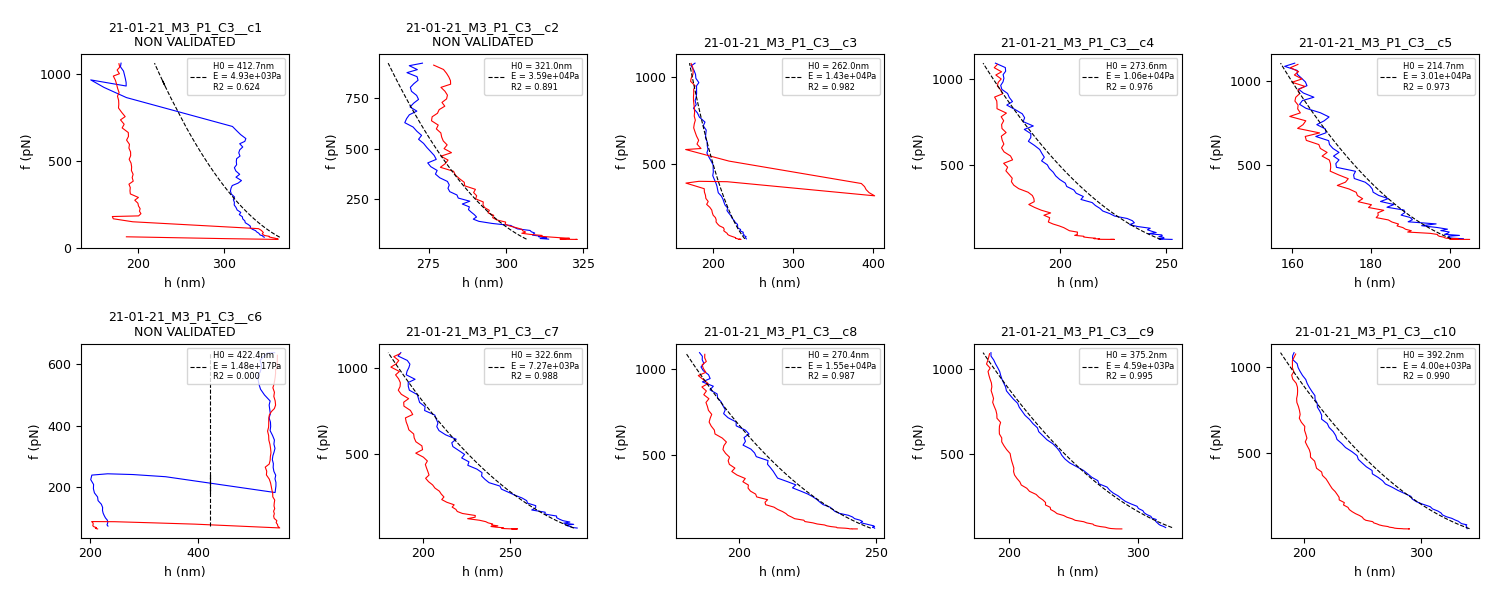 21-01-21_M3_P1_C3__c1
NON VALIDATED
H0 = 412.7nm
E = 4.93e+03Pa
R2 = 0.624
f (pN)
1000
500
0
200 300
h (nm)
21-01-21_M3_P1_C3__c2
NON VALIDATED
H0 = 321.0nm
E = 3.59e+04Pa
R2 = 0.891
f (pN)
750
500
250
275 300 325
h (nm)
21-01-21_M3_P1_C3__c3
H0 = 262.0nm
E = 1.43e+04Pa
R2 = 0.982
f (pN)
1000
500
200 300 400
h (nm)
21-01-21_M3_P1_C3__c4
H0 = 273.6nm
E = 1.06e+04Pa
R2 = 0.976
f (pN)
1000
500
200 250
h (nm)
21-01-21_M3_P1_C3__c5
H0 = 214.7nm
E = 3.01e+04Pa
R2 = 0.973
f (pN)
1000
500
160 180 200
h (nm)
21-01-21_M3_P1_C3__c6
NON VALIDATED
H0 = 422.4nm
E = 1.48e+17Pa
R2 = 0.000
f (pN)
600
400
200
200 400
h (nm)
21-01-21_M3_P1_C3__c7
H0 = 322.6nm
E = 7.27e+03Pa
R2 = 0.988
f (pN)
1000
500
200 250
h (nm)
21-01-21_M3_P1_C3__c8
H0 = 270.4nm
E = 1.55e+04Pa
R2 = 0.987
f (pN)
1000
500
200 250
h (nm)
21-01-21_M3_P1_C3__c9
H0 = 375.2nm
E = 4.59e+03Pa
R2 = 0.995
f (pN)
1000
500
200 300
h (nm)
21-01-21_M3_P1_C3__c10
H0 = 392.2nm
E = 4.00e+03Pa
R2 = 0.990
f (pN)
1000
500
200 300
h (nm)